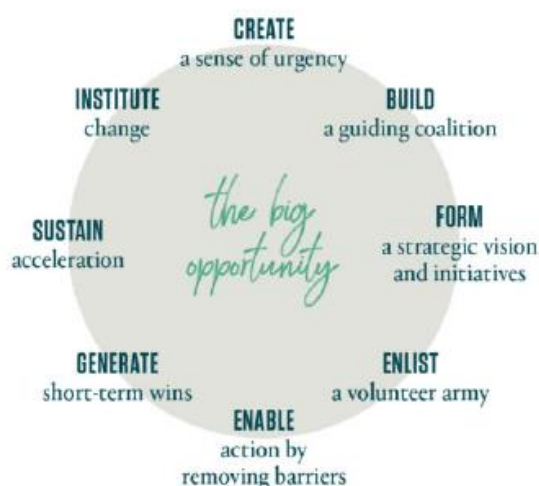 CREATE
a sense of urgency
BUILD
a guiding coalition
FORM
a strategic vision
and initiatives
ENLIST
a volunteer army
ENABLE
action by
removing barriers
GENERATE
short-term wins
SUSTAIN
acceleration
INSTITUTE
change
the big
opportunity